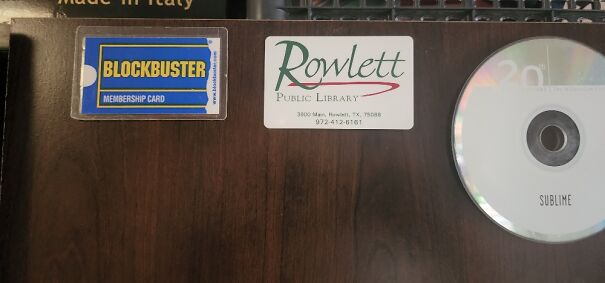 Made in Italy
BLOCKBUSTER
MEMBERSHIP CARD
www.blockbuster.com
Rowlett
PUBLIC LIBRARY
3900 Main, Rowlett, TX, 75088
972-412-6161
20th
SUBLIME